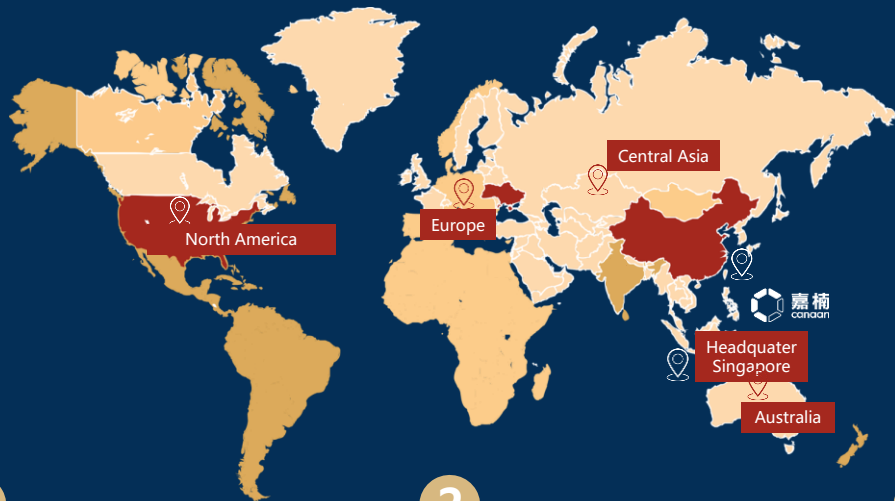 Central Asia
Europe
North America
嘉楠
canaan
Headquater
Singapore
Australia